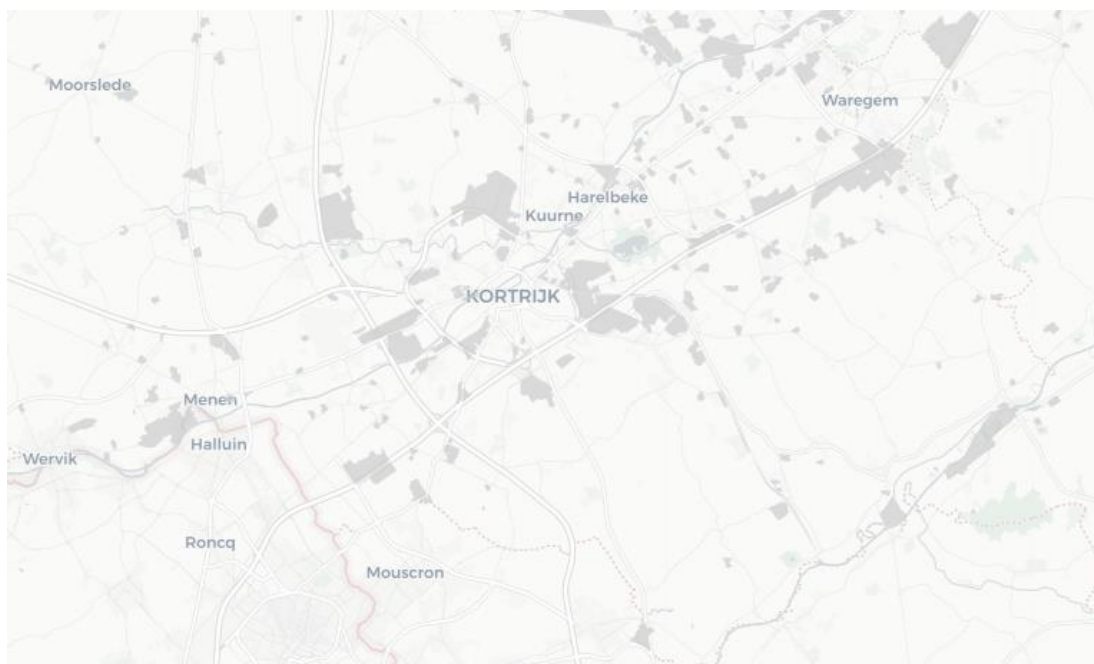 Moorslede
Waregem
Harelbeke
Kuurne
KORTRIJK
Menen
Halluin
Wervik
Roncq
Mouscron